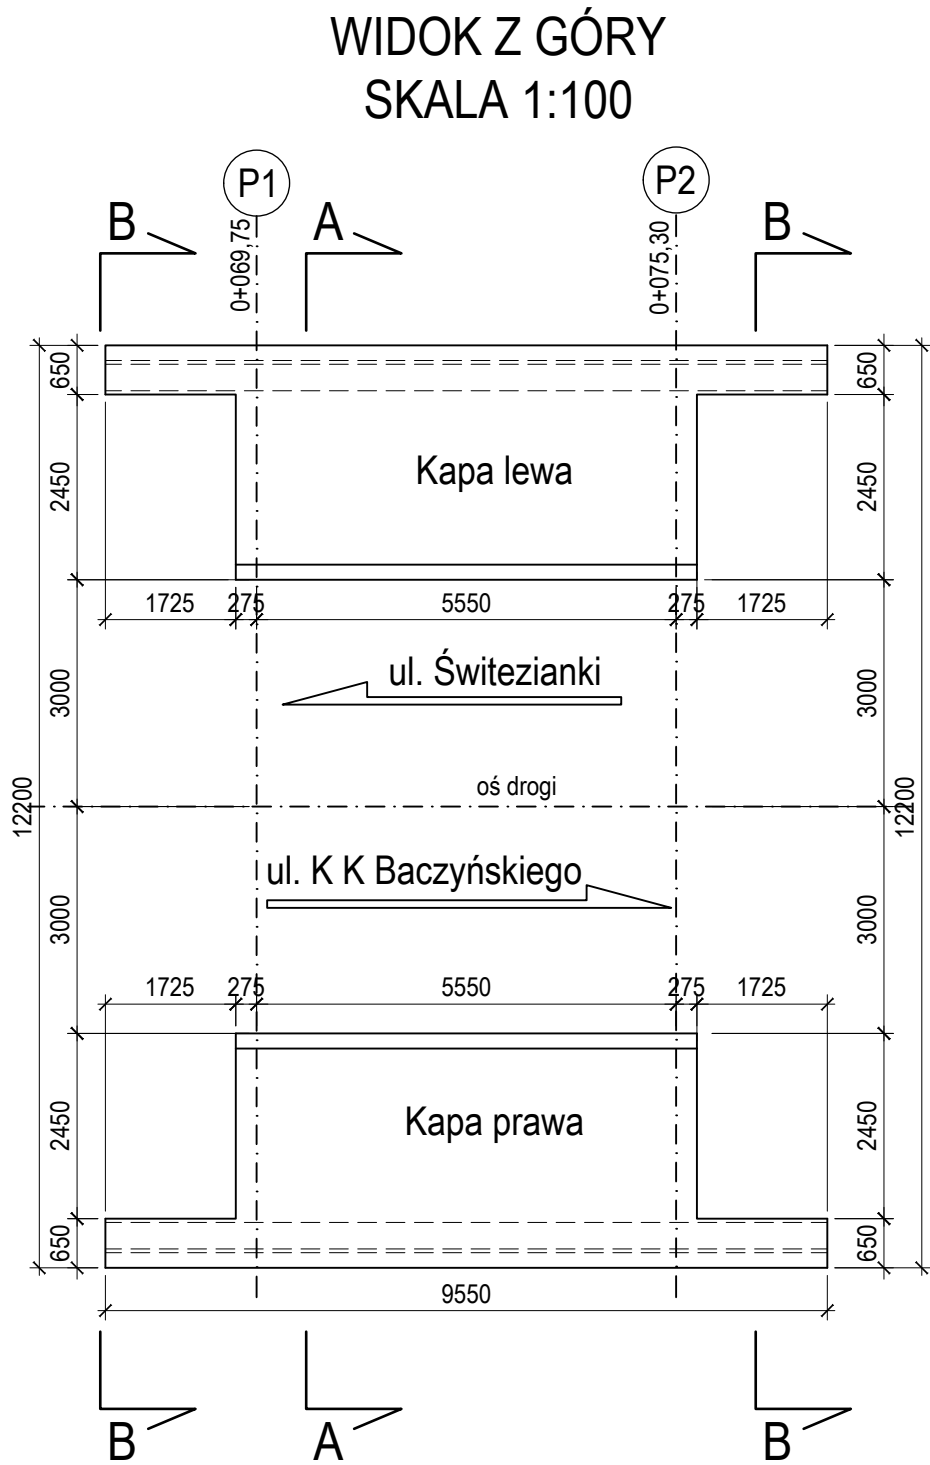 WIDOK Z GÓRY
SKALA 1:100
P1
P2
B
A
B
0+069,75
0+075,30
650
650
2450
Kapa lewa
2450
1725 275 5550 275 1725
3000
ul. Świtezianki
3000
12200
oś drogi
12200
ul. K K Baczyńskiego
3000
3000
1725 275 5550 275 1725
2450
Kapa prawa
2450
650
650
9550
B
A
B